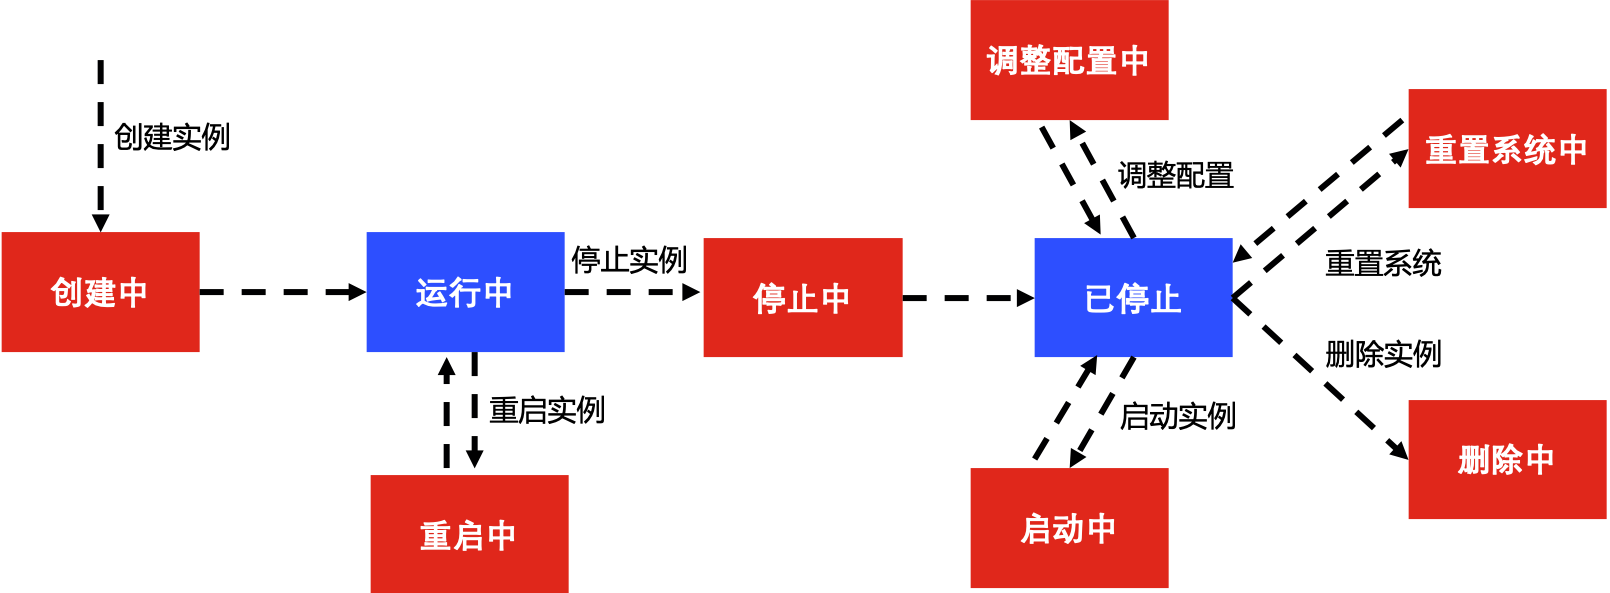 创建实例
创建中
运行中
停止实例
停止中
已停止
重启实例
重启中
调整配置中
调整配置
重置系统中
重置系统
删除实例
删除中
启动实例
启动中